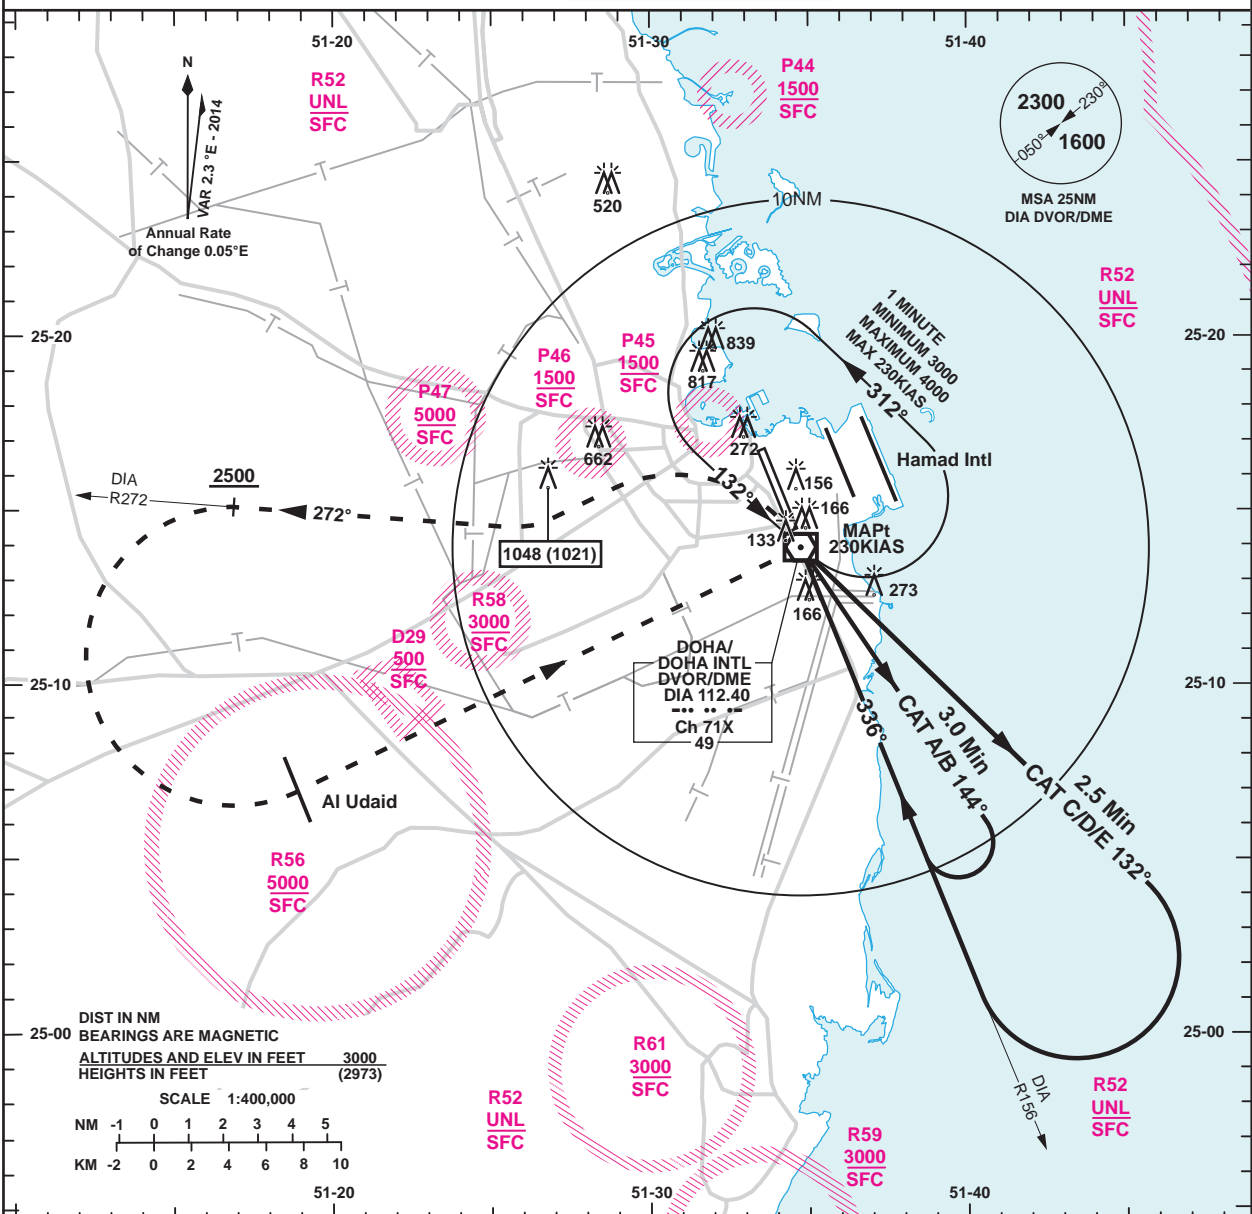 51-20
51-30
51-40
N
VAR 2.3 °E - 2014
Annual Rate
of Change 0.05°E
R52
UNL
SFC
P44
1500
SFC
2300
230°
050°
1600
MSA 25NM
DIA DVOR/DME
520
10NM
R52
UNL
SFC
25-20
25-20
1 MINUTE
MINIMUM 3000
MAXIMUM 4000
MAX 230KIAS
312°
839
817
P45
1500
SFC
P46
1500
SFC
P47
5000
SFC
272
662
Hamad Intl
132°
156
166
133
MAPt
230KIAS
DIA
R272
2500
272°
1048 (1021)
273
166
R58
3000
SFC
D29
500
SFC
DOHA/
DOHA INTL
DVOR/DME
DIA 112.40
Ch 71X
49
25-10
25-10
336°
3.0 Min
CAT A/B 144°
2.5 Min
CAT C/D/E 132°
Al Udaid
R56
5000
SFC
DIST IN NM
BEARINGS ARE MAGNETIC
ALTITUDES AND ELEV IN FEET 3000
HEIGHTS IN FEET (2973)
SCALE 1:400,000
NM -1 0 1 2 3 4 5
KM -2 0 2 4 6 8 10
25-00
25-00
R61
3000
SFC
R52
UNL
SFC
R59
3000
SFC
DIA
R156
R52
UNL
SFC
51-20
51-30
51-40